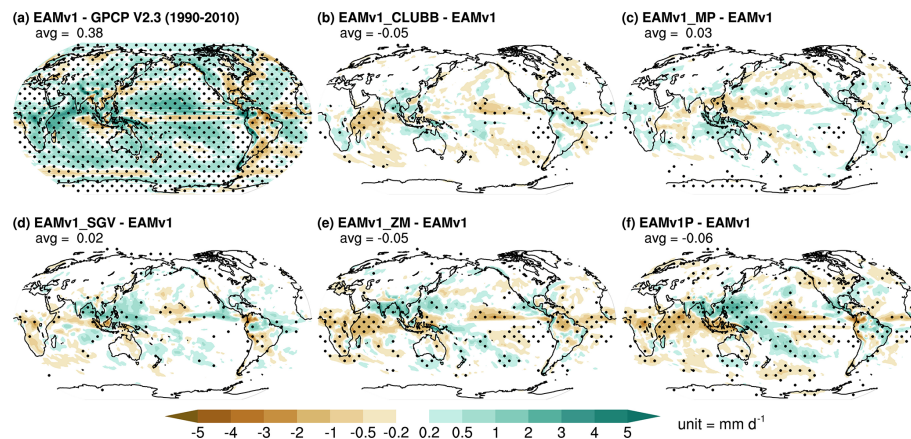 (a) EAMv1 - GPCP V2.3 (1990-2010)
avg = 0.38
(b) EAMv1_CLUBB - EAMv1
avg = -0.05
(c) EAMv1_MP - EAMv1
avg = 0.03
(d) EAMv1_SGV - EAMv1
avg = 0.02
(e) EAMv1_ZM - EAMv1
avg = -0.05
(f) EAMv1P - EAMv1
avg = -0.06
-5 -4 -3 -2 -1 -0.5 -0.2 0.2 0.5 1 2 3 4 5 unit = mm d⁻¹